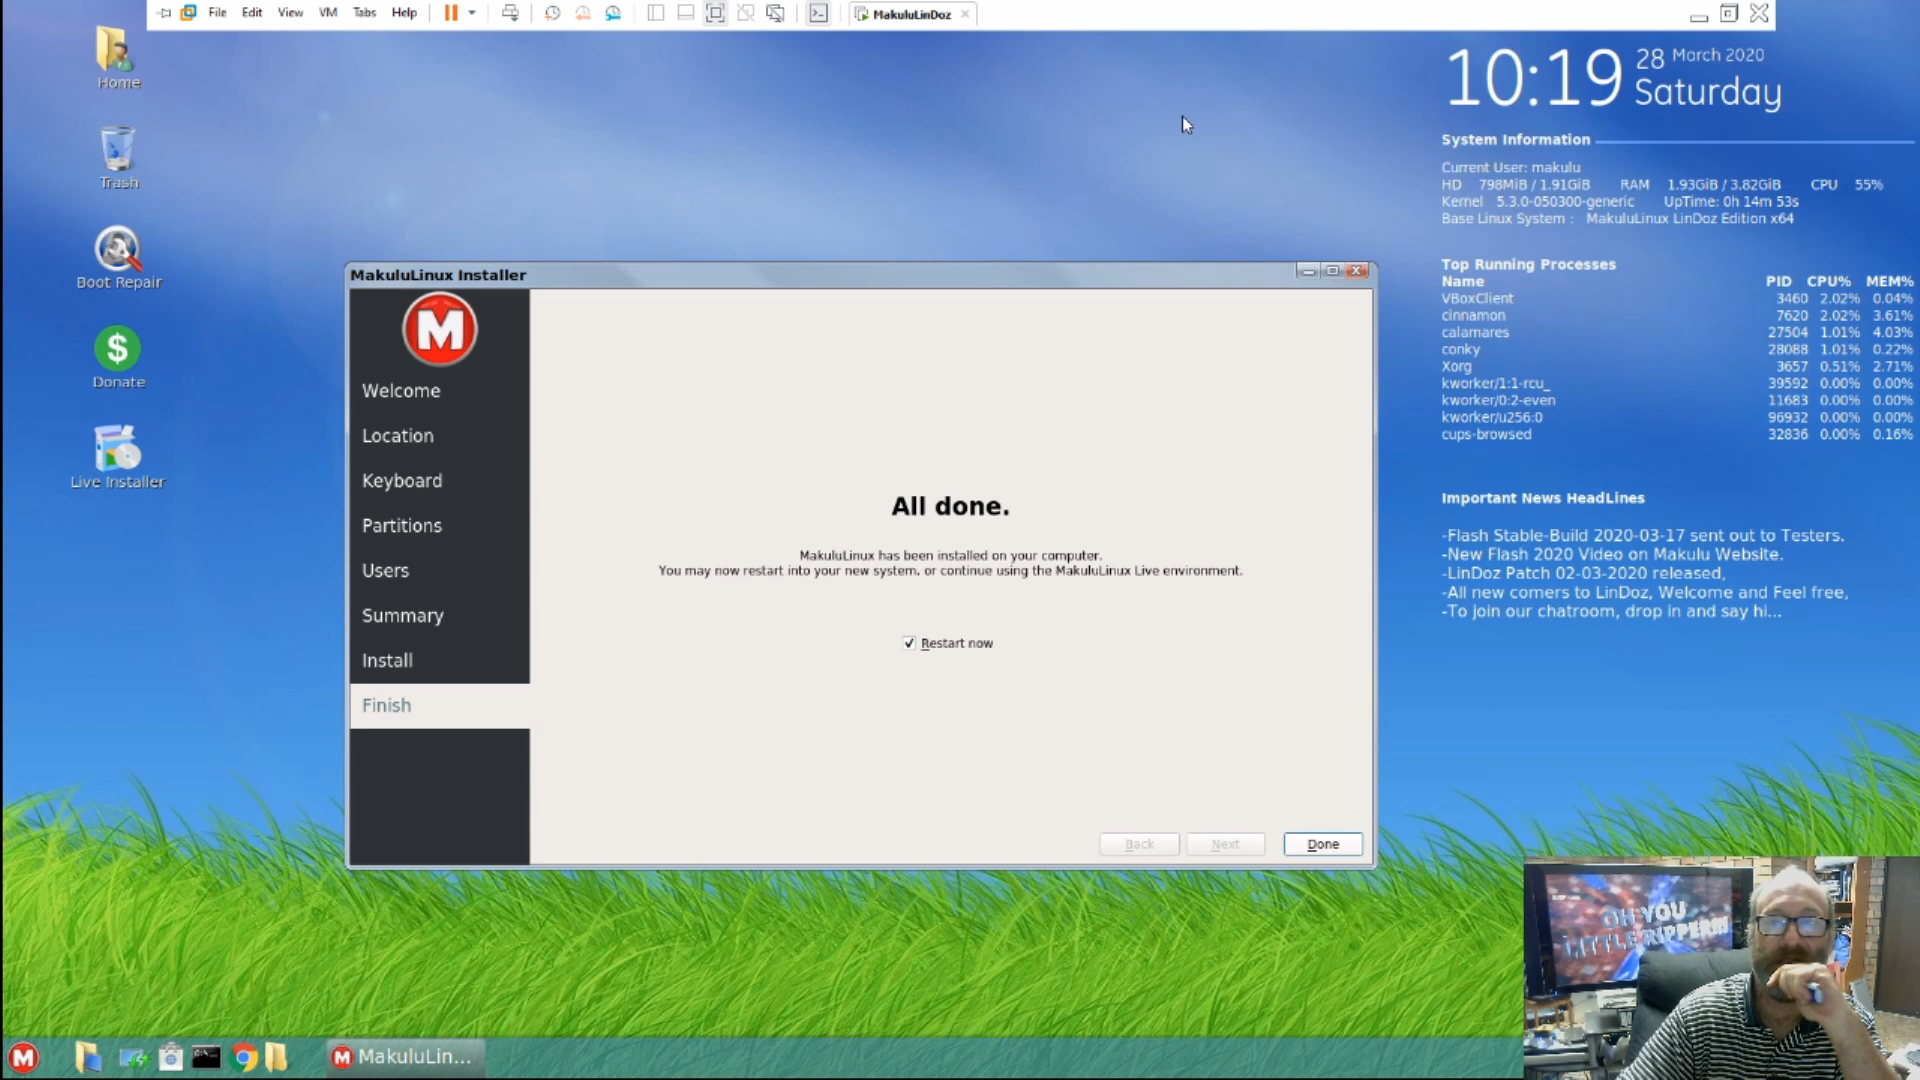 File Edit View VM Tabs Help
MakuluLinDoz
Home
Trash
Boot Repair
Donate
Live Installer
10:19
28 March 2020
Saturday
System Information
Current User: makulu
HD 798MiB / 1.91GiB RAM 1.93GiB / 3.82GiB CPU 55%
Kernel 5.3.0-050300-generic UpTime: 0h 14m 53s
Base Linux System : MakuluLinux LinDoz Edition x64
Top Running Processes
Name PID CPU% MEM%
VBoxClient 3460 2.02% 0.04%
cinnamon 7620 2.02% 3.61%
calamares 27504 1.01% 4.03%
conky 28088 1.01% 0.22%
Xorg 3657 0.51% 2.71%
kworker/1:1-rcu_ 39592 0.00% 0.00%
kworker/0:2-even 11683 0.00% 0.00%
kworker/u256:0 96932 0.00% 0.00%
cups-browsed 32836 0.00% 0.16%
Important News HeadLines
-Flash Stable-Build 2020-03-17 sent out to Testers.
-New Flash 2020 Video on Makulu Website.
-LinDoz Patch 02-03-2020 released,
-All new comers to LinDoz, Welcome and Feel free,
-To join our chatroom, drop in and say hi...
MakuluLinux Installer
M
Welcome
Location
Keyboard
Partitions
Users
Summary
Install
Finish
All done.
MakuluLinux has been installed on your computer.
You may now restart into your new system, or continue using the MakuluLinux Live environment.
Restart now
Back Next Done
OH YOU
LITTLE RIPPER!!
M
M MakuluLin...